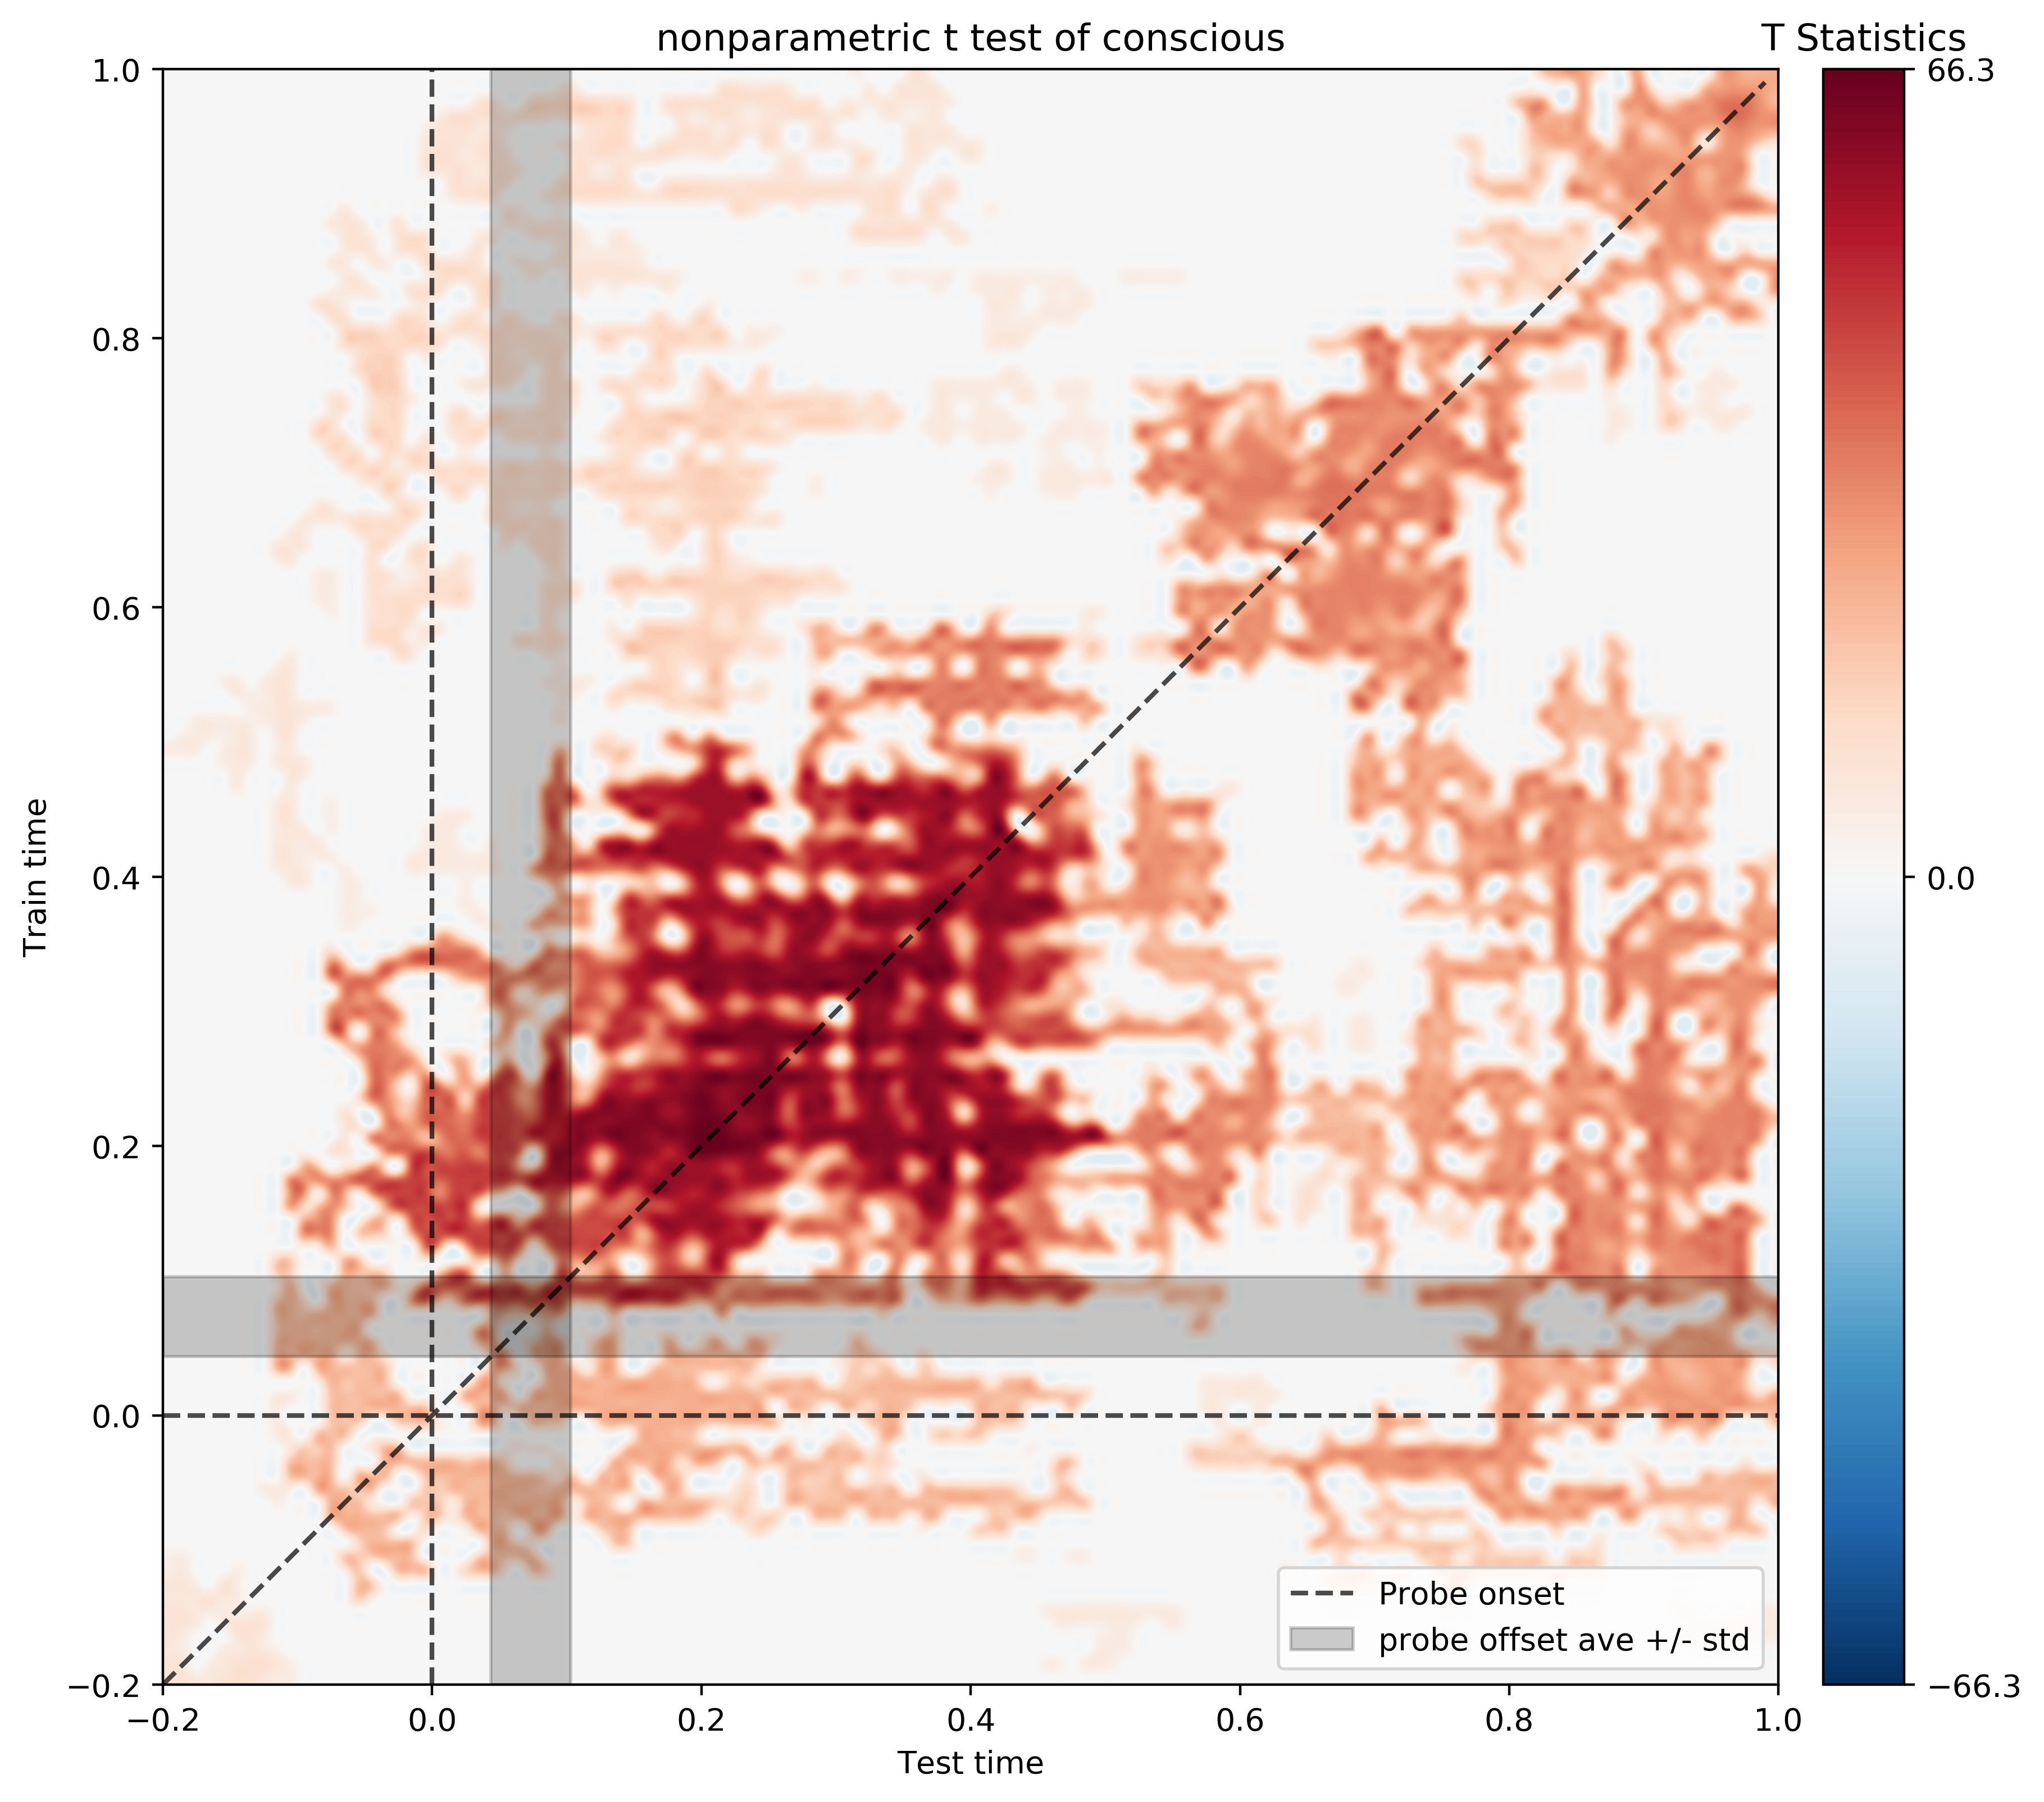 nonparametric t test of conscious
T Statistics
1.0
0.8
0.6
0.4
0.2
0.0
−0.2
Train time
−0.2
0.0
0.2
0.4
0.6
0.8
1.0
Test time
Probe onset
probe offset ave +/- std
66.3
0.0
−66.3